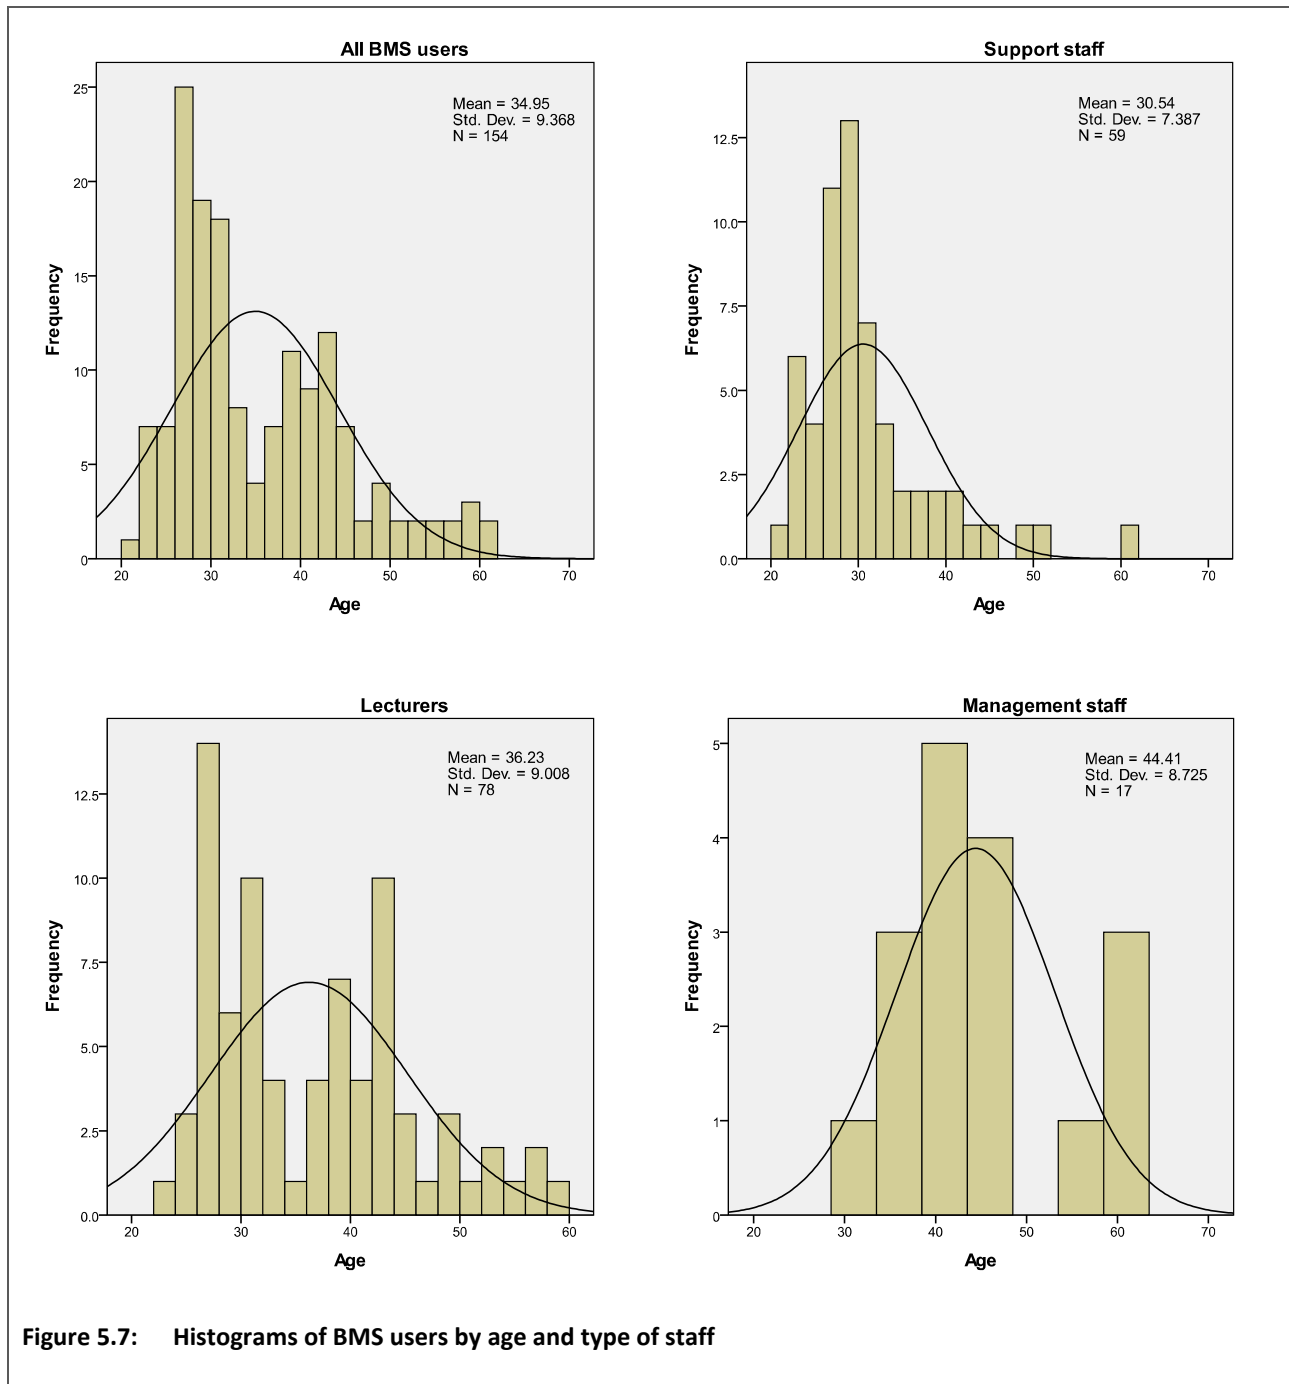 All BMS users
Mean = 34.95
Std. Dev. = 9.368
N = 154
Frequency
25
20
15
10
5
0
20 30 40 50 60 70
Age
Support staff
Mean = 30.54
Std. Dev. = 7.387
N = 59
Frequency
12.5
10.0
7.5
5.0
2.5
0.0
20 30 40 50 60 70
Age
Lecturers
Mean = 36.23
Std. Dev. = 9.008
N = 78
Frequency
12.5
10.0
7.5
5.0
2.5
0.0
20 30 40 50 60
Age
Management staff
Mean = 44.41
Std. Dev. = 8.725
N = 17
Frequency
5
4
3
2
1
0
20 30 40 50 60 70
Age
Figure 5.7: Histograms of BMS users by age and type of staff